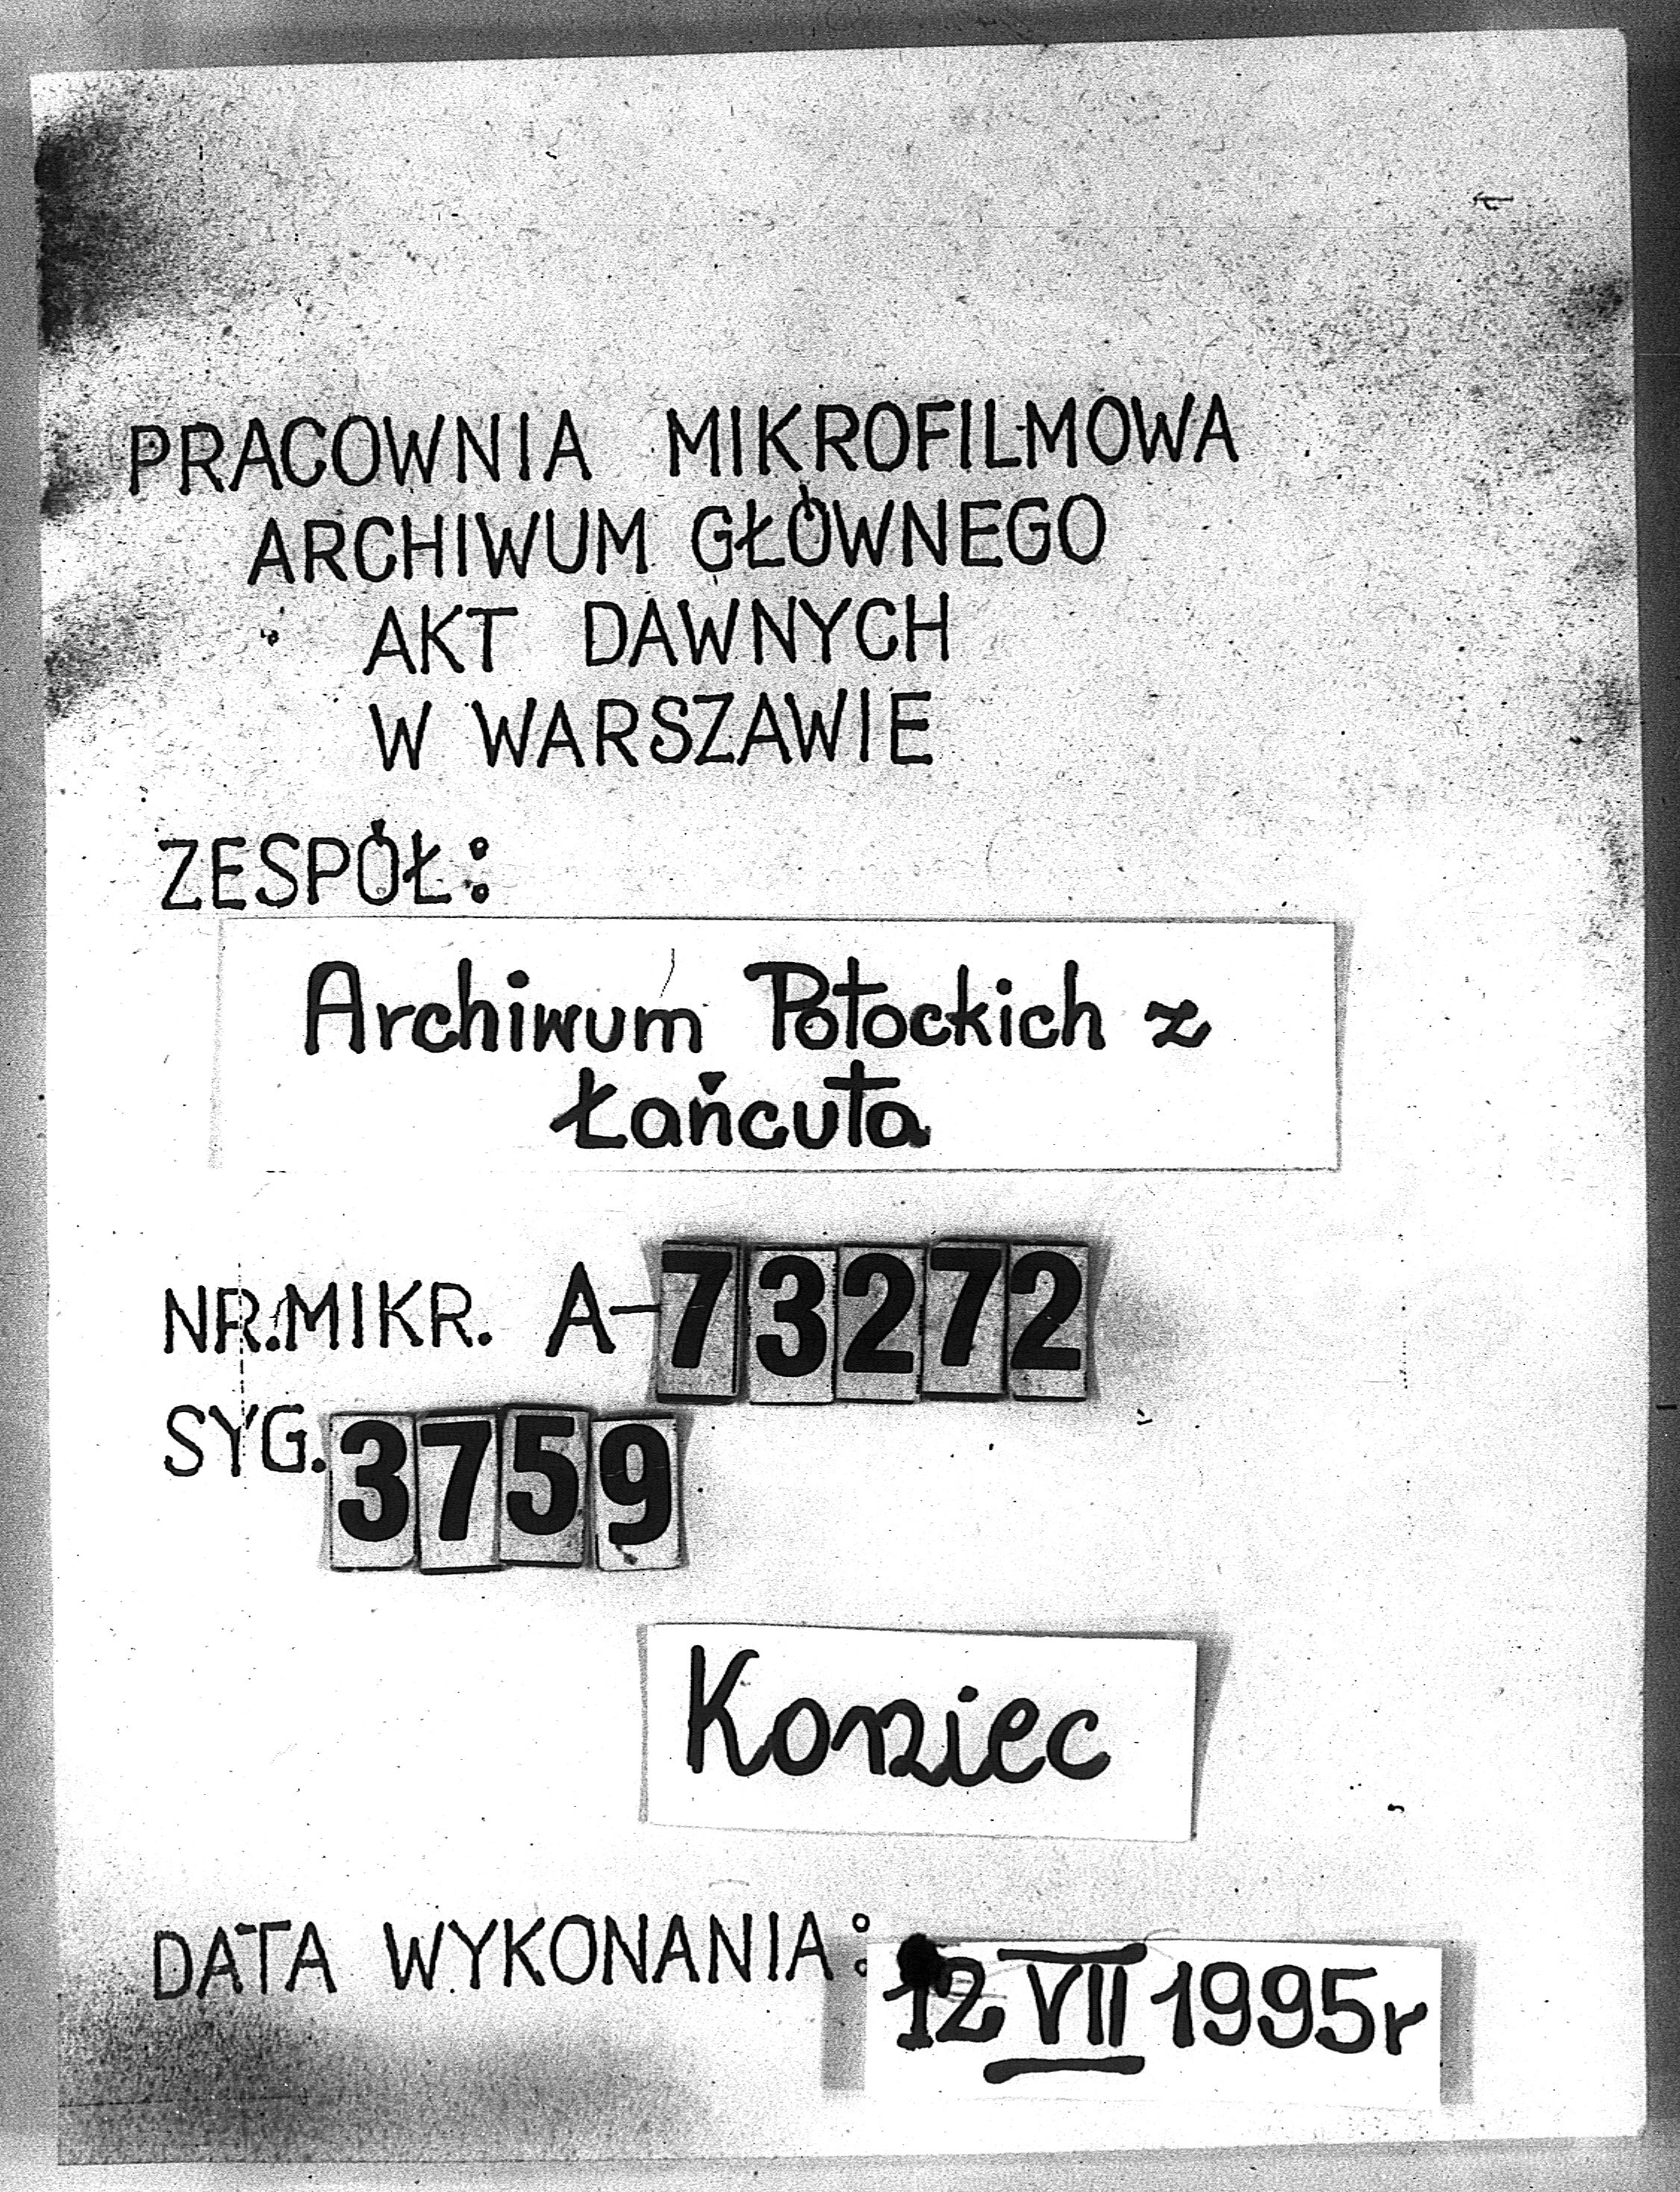 PRACOWNIA MIKROFILMOWA
ARCHIWUM GŁÓWNEGO
AKT DAWNYCH
W WARSZAWIE
ZESPÓŁ:
Archiwum Potockich z
Łańcuta
NR.MIKR. A-73272
SYG. 3759
Koniec
DATA WYKONANIA: 12 VII 1995r